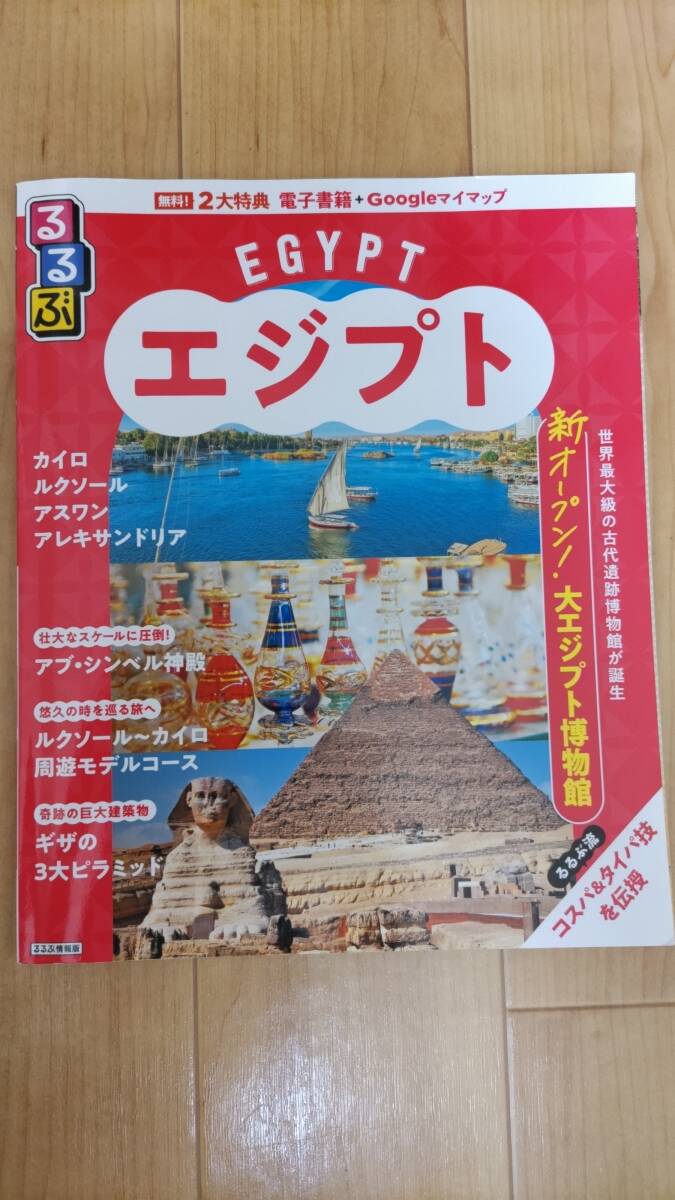 無料! 2大特典 電子書籍+Googleマイマップ
るるぶ
EGYPT
エジプト
カイロ
ルクソール
アスワン
アレキサンドリア
世界最大級の古代遺跡博物館が誕生
新オープン!大エジプト博物館
壮大なスケールに圧倒!
アブ・シンベル神殿
悠久の時を巡る旅へ
ルクソール~カイロ
周遊モデルコース
奇跡の巨大建築物
ギザの
3大ピラミッド
るるぶ流
コスパ&タイパ技
を伝授
るるぶ情報版